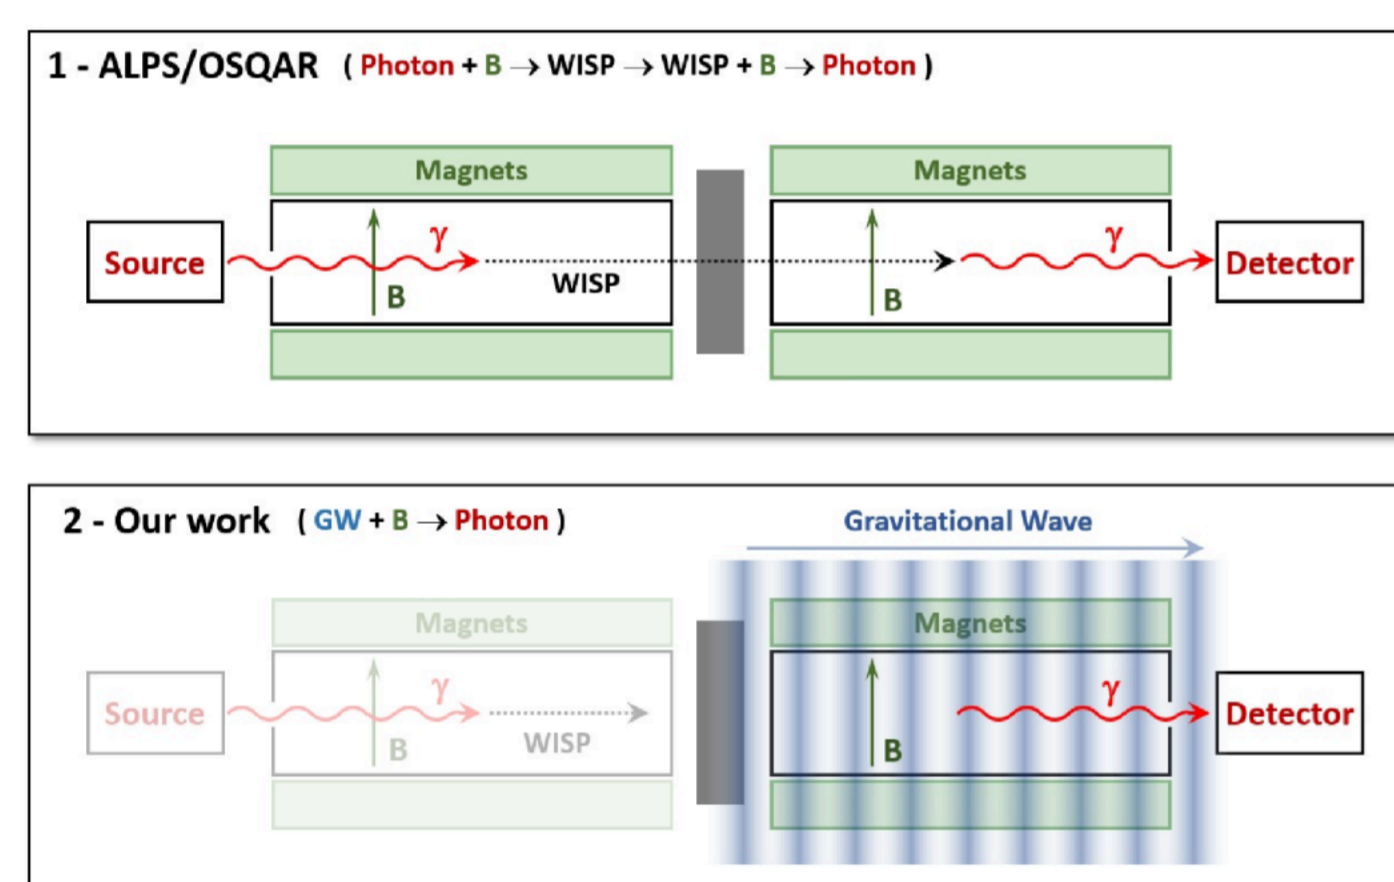 1 - ALPS/OSQAR ( Photon + B → WISP → WISP + B → Photon )
Magnets Magnets
Source γ B WISP B γ Detector
2 - Our work ( GW + B → Photon ) Gravitational Wave
Magnets Magnets
Source γ B WISP B γ Detector